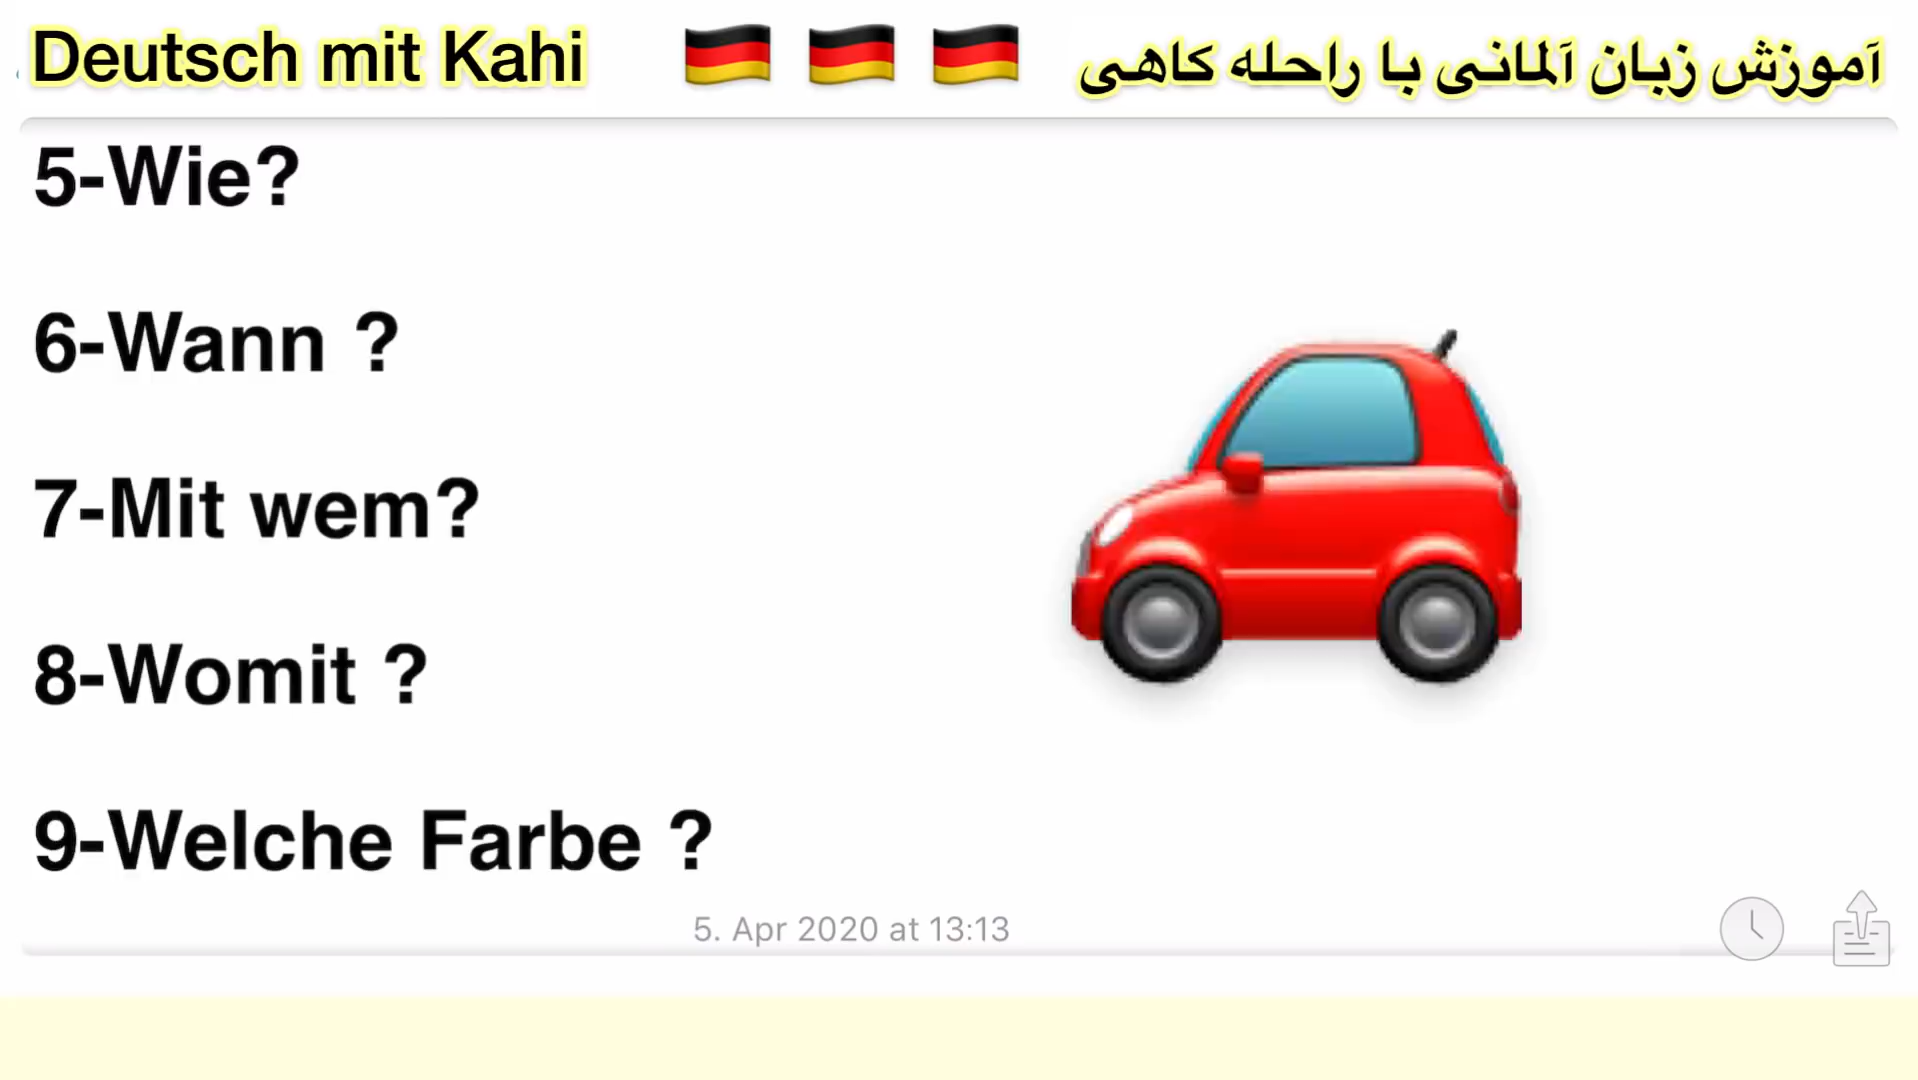 Deutsch mit Kahi
آموزش زبان آلمانی با راحله کاهی
5-Wie?
6-Wann ?
7-Mit wem?
8-Womit ?
9-Welche Farbe ?
5. Apr 2020 at 13:13